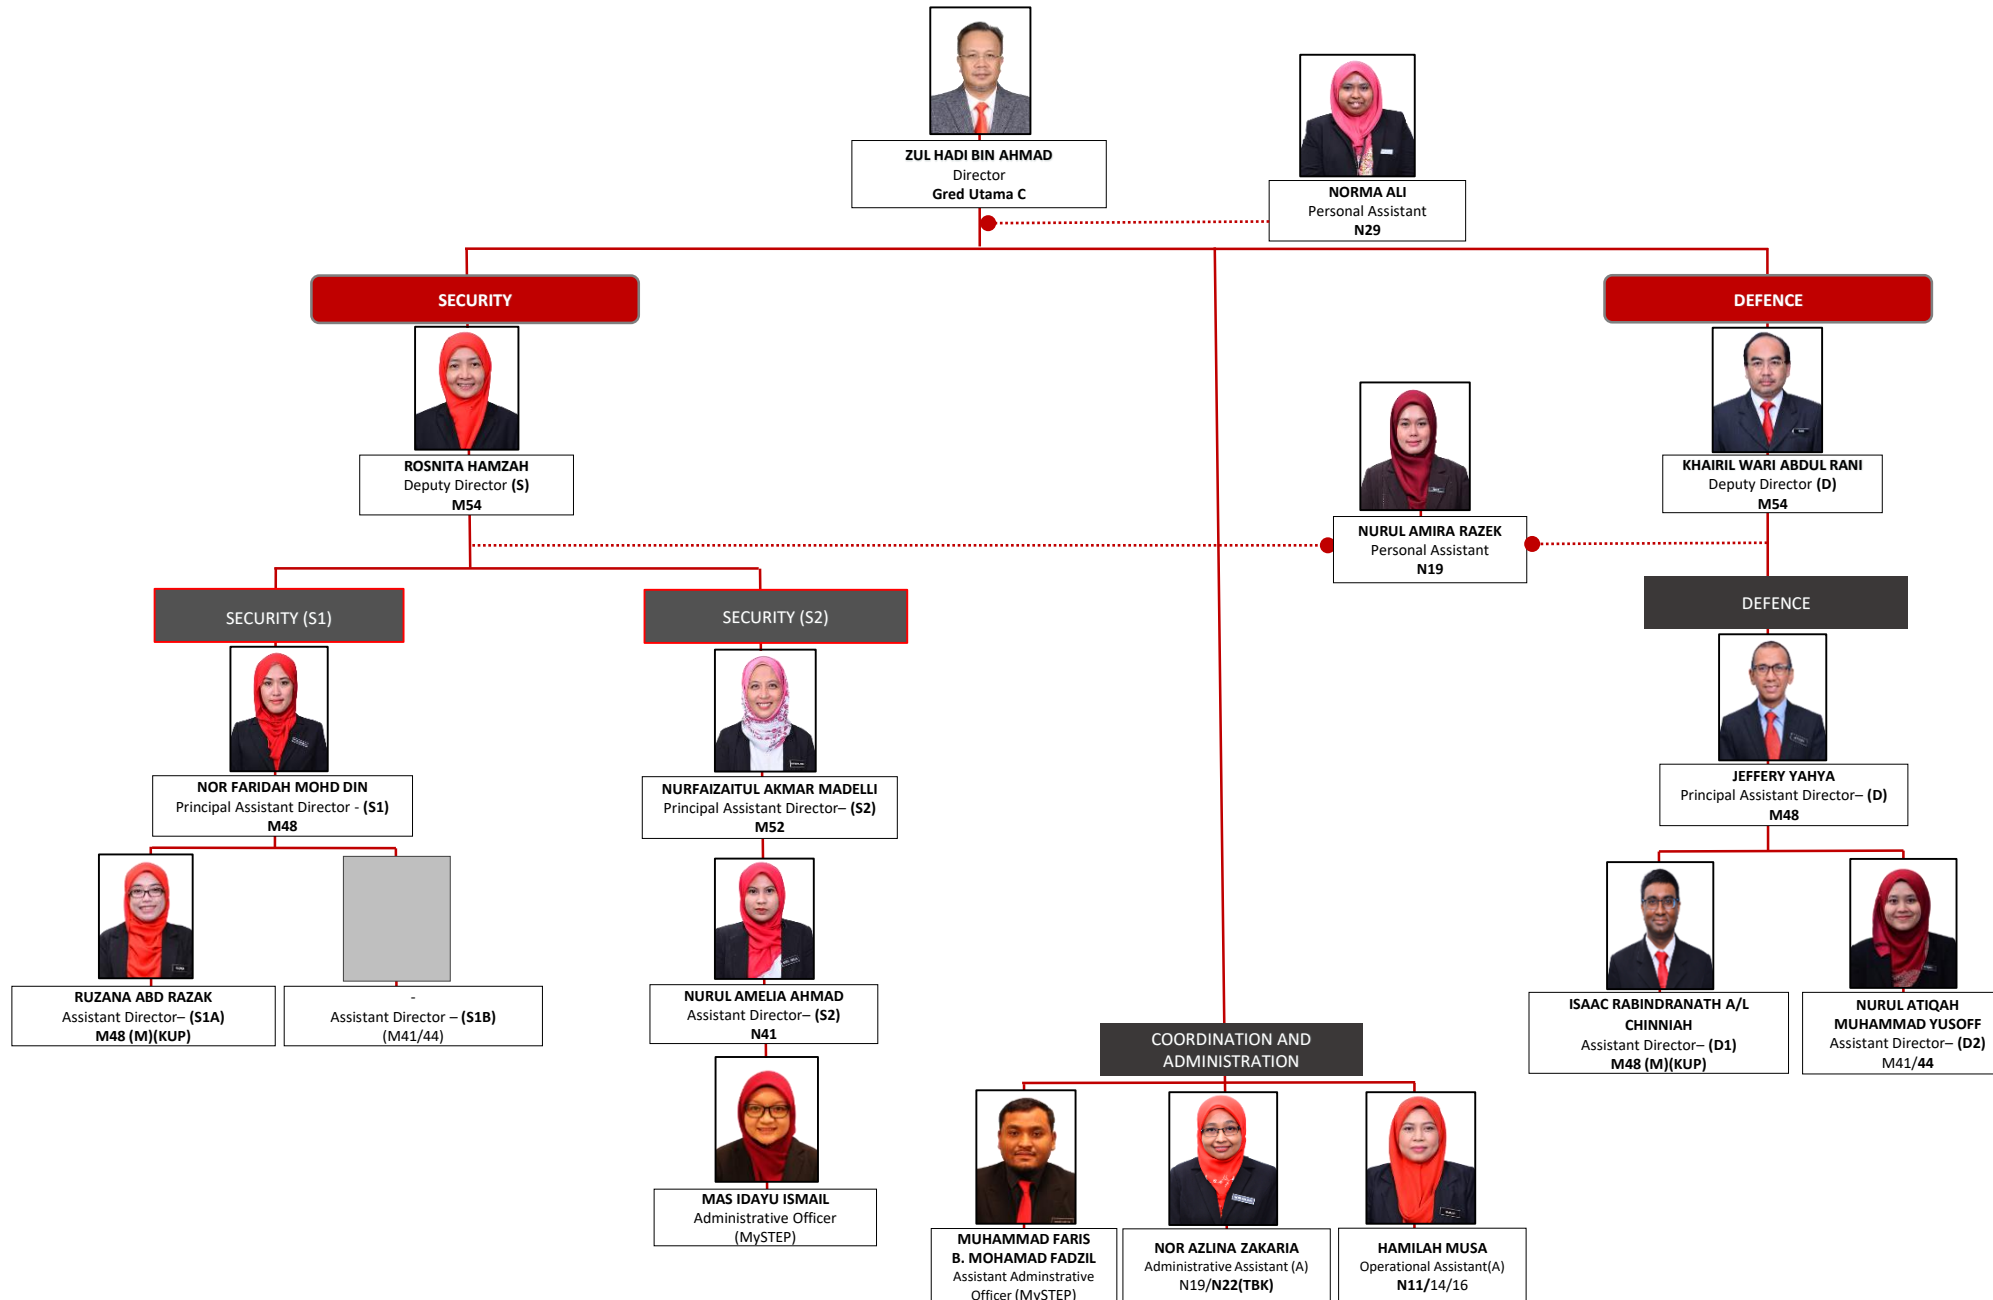 ZUL HADI BIN AHMAD
Director
Gred Utama C
NORMA ALI
Personal Assistant
N29
SECURITY
DEFENCE
ROSNITA HAMZAH
Deputy Director (S)
M54
KHAIRIL WARI ABDUL RANI
Deputy Director (D)
M54
NURUL AMIRA RAZEK
Personal Assistant
N19
SECURITY (S1)
SECURITY (S2)
DEFENCE
NOR FARIDAH MOHD DIN
Principal Assistant Director - (S1)
M48
NURFAIZAITUL AKMAR MADELLI
Principal Assistant Director– (S2)
M52
JEFFERY YAHYA
Principal Assistant Director– (D)
M48
RUZANA ABD RAZAK
Assistant Director– (S1A)
M48 (M)(KUP)
-
Assistant Director – (S1B)
(M41/44)
NURUL AMELIA AHMAD
Assistant Director– (S2)
N41
ISAAC RABINDRANATH A/L
CHINNIAH
Assistant Director– (D1)
M48 (M)(KUP)
NURUL ATIQAH
MUHAMMAD YUSOFF
Assistant Director– (D2)
M41/44
COORDINATION AND
ADMINISTRATION
MAS IDAYU ISMAIL
Administrative Officer
(MySTEP)
MUHAMMAD FARIS
B. MOHAMAD FADZIL
Assistant Adminstrative
Officer (MySTEP)
NOR AZLINA ZAKARIA
Administrative Assistant (A)
N19/N22(TBK)
HAMILAH MUSA
Operational Assistant(A)
N11/14/16